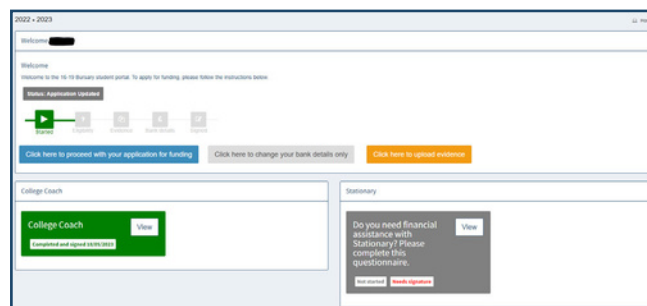 2022 • 2023
Welcome
Welcome
Welcome to the 16-19 Bursary student portal. To apply for funding, please follow the instructions below.
Status: Application Updated
Started Eligibility Evidence Bank details Submit
Click here to proceed with your application for funding Click here to change your bank details only Click here to upload evidence
College Coach
College Coach
View
Completed and signed 10/05/2023
Stationary
Do you need financial
assistance with
Stationary? Please
complete this
questionnaire.
View
Not started Needs signature